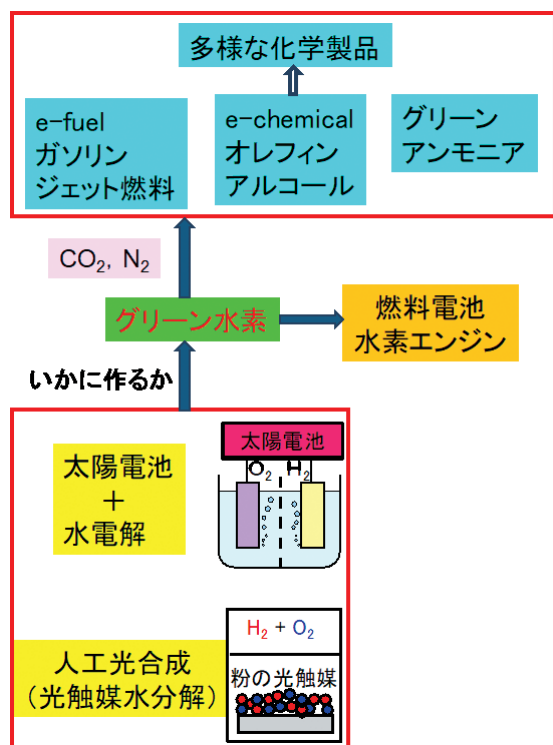 多様な化学製品
e-fuel
ガソリン
ジェット燃料
e-chemical
オレフィン
アルコール
グリーン
アンモニア
CO₂, N₂
グリーン水素
燃料電池
水素エンジン
いかに作るか
太陽電池
+
水電解
太陽電池
O₂ H₂
人工光合成
(光触媒水分解)
H₂ + O₂
粉の光触媒